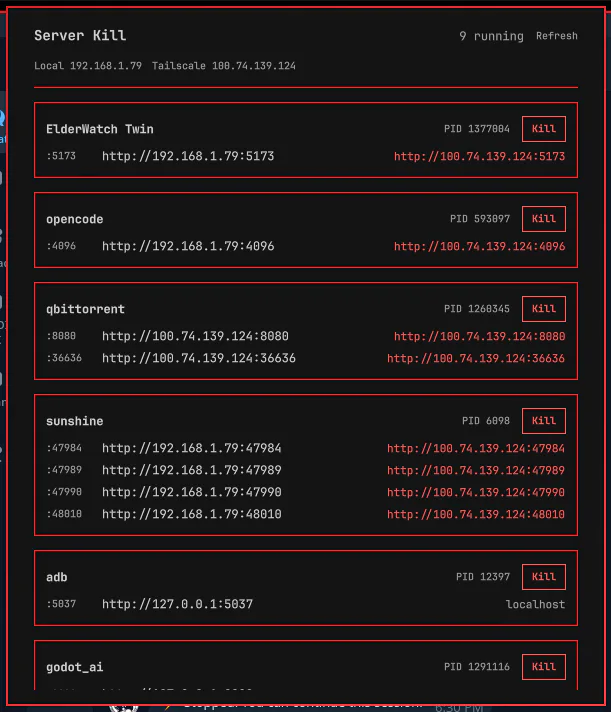 Server Kill 9 running Refresh
Local 192.168.1.79 Tailscale 100.74.139.124
ElderWatch Twin PID 1377004 Kill
:5173 http://192.168.1.79:5173 http://100.74.139.124:5173
opencode PID 593097 Kill
:4096 http://192.168.1.79:4096 http://100.74.139.124:4096
qbittorrent PID 1260345 Kill
:8080 http://100.74.139.124:8080 http://100.74.139.124:8080
:36636 http://100.74.139.124:36636 http://100.74.139.124:36636
sunshine PID 6098 Kill
:47984 http://192.168.1.79:47984 http://100.74.139.124:47984
:47989 http://192.168.1.79:47989 http://100.74.139.124:47989
:47990 http://192.168.1.79:47990 http://100.74.139.124:47990
:48010 http://192.168.1.79:48010 http://100.74.139.124:48010
adb PID 12397 Kill
:5037 http://127.0.0.1:5037 localhost
godot_ai PID 1291116 Kill
6:30 PM